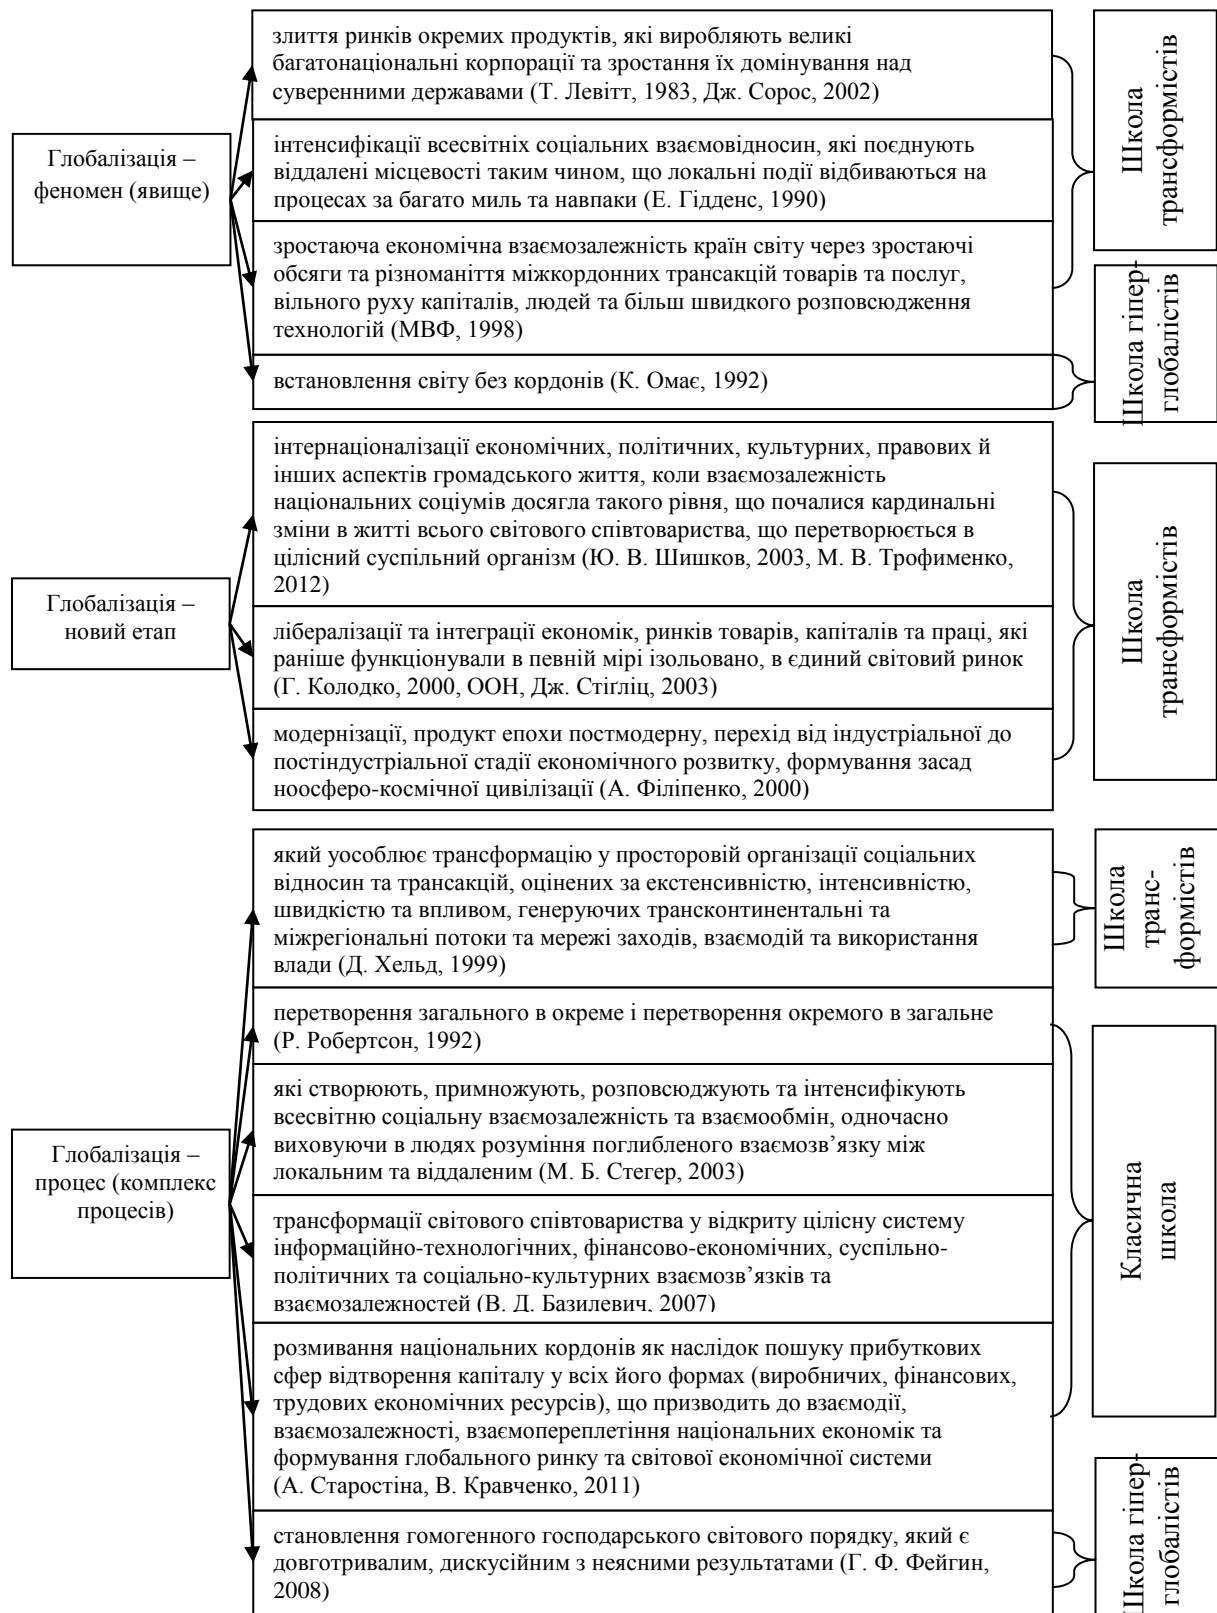 злиття ринків окремих продуктів, які виробляють великі
багатонаціональні корпорації та зростання їх домінування над
суверенними державами (Т. Левітт, 1983, Дж. Сорос, 2002)
Глобалізація –
феномен (явище)
інтенсифікації всесвітніх соціальних взаємовідносин, які поєднують
віддалені місцевості таким чином, що локальні події відбиваються на
процесах за багато миль та навпаки (Е. Гідденс, 1990)
зростаюча економічна взаємозалежність країн світу через зростаючі
обсяги та різноманіття міжкордонних трансакцій товарів та послуг,
вільного руху капіталів, людей та більш швидкого розповсюдження
технологій (МВФ, 1998)
встановлення світу без кордонів (К. Омає, 1992)
Школа
трансформістів
Школа гіпер-
глобалістів
Глобалізація –
новий етап
інтернаціоналізації економічних, політичних, культурних, правових й
інших аспектів громадського життя, коли взаємозалежність
національних соціумів досягла такого рівня, що почалися кардинальні
зміни в житті всього світового співтовариства, що перетворюється в
цілісний суспільний організм (Ю. В. Шишков, 2003, М. В. Трофименко,
2012)
лібералізації та інтеграції економік, ринків товарів, капіталів та праці, які
раніше функціонували в певній мірі ізольовано, в єдиний світовий ринок
(Г. Колодко, 2000, ООН, Дж. Стігліц, 2003)
модернізації, продукт епохи постмодерну, перехід від індустріальної до
постіндустріальної стадії економічного розвитку, формування засад
ноосферо-космічної цивілізації (А. Філіпенко, 2000)
Школа
трансформістів
Глобалізація –
процес (комплекс
процесів)
який уособлює трансформацію у просторовій організації соціальних
відносин та трансакцій, оцінених за екстенсивністю, інтенсивністю,
швидкістю та впливом, генеруючих трансконтинентальні та
міжрегіональні потоки та мережі заходів, взаємодій та використання
влади (Д. Хельд, 1999)
перетворення загального в окреме і перетворення окремого в загальне
(Р. Робертсон, 1992)
які створюють, примножують, розповсюджують та інтенсифікують
всесвітню соціальну взаємозалежність та взаємообмін, одночасно
виховуючи в людях розуміння поглибленого взаємозв’язку між
локальним та віддаленим (М. Б. Стегер, 2003)
трансформації світового співтовариства у відкриту цілісну систему
інформаційно-технологічних, фінансово-економічних, суспільно-
політичних та соціально-культурних взаємозв’язків та
взаємозалежностей (В. Д. Базилевич, 2007)
розмивання національних кордонів як наслідок пошуку прибуткових
сфер відтворення капіталу у всіх його формах (виробничих, фінансових,
трудових економічних ресурсів), що призводить до взаємодії,
взаємозалежності, взаємопереплетіння національних економік та
формування глобального ринку та світової економічної системи
(А. Старостіна, В. Кравченко, 2011)
становлення гомогенного господарського світового порядку, який є
довготривалим, дискусійним з неясними результатами (Г. Ф. Фейгин,
2008)
Школа
транс-
формістів
Класична
школа
Школа гіпер-
глобалістів